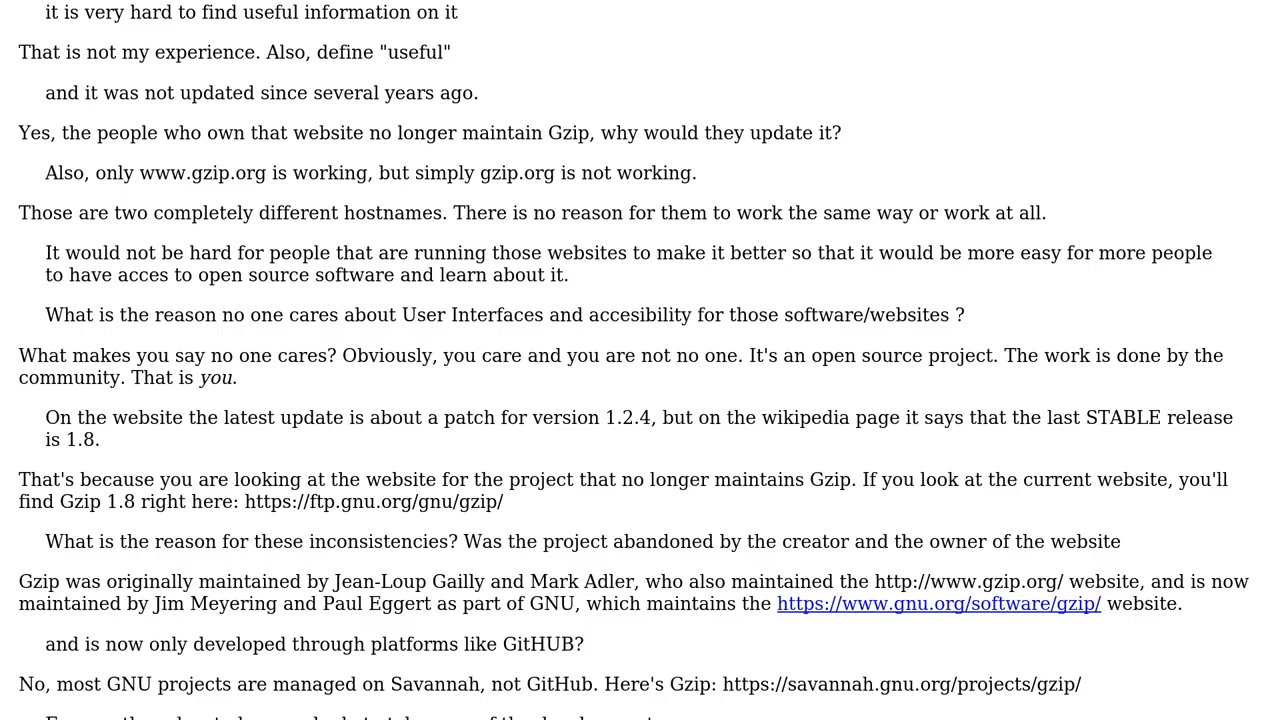 it is very hard to find useful information on it
That is not my experience. Also, define "useful"
and it was not updated since several years ago.
Yes, the people who own that website no longer maintain Gzip, why would they update it?
Also, only www.gzip.org is working, but simply gzip.org is not working.
Those are two completely different hostnames. There is no reason for them to work the same way or work at all.
It would not be hard for people that are running those websites to make it better so that it would be more easy for more people
to have acces to open source software and learn about it.
What is the reason no one cares about User Interfaces and accesibility for those software/websites ?
What makes you say no one cares? Obviously, you care and you are not no one. It's an open source project. The work is done by the
community. That is you.
On the website the latest update is about a patch for version 1.2.4, but on the wikipedia page it says that the last STABLE release
is 1.8.
That's because you are looking at the website for the project that no longer maintains Gzip. If you look at the current website, you'll
find Gzip 1.8 right here: https://ftp.gnu.org/gnu/gzip/
What is the reason for these inconsistencies? Was the project abandoned by the creator and the owner of the website
Gzip was originally maintained by Jean-Loup Gailly and Mark Adler, who also maintained the http://www.gzip.org/ website, and is now
maintained by Jim Meyering and Paul Eggert as part of GNU, which maintains the https://www.gnu.org/software/gzip/ website.
and is now only developed through platforms like GitHUB?
No, most GNU projects are managed on Savannah, not GitHub. Here's Gzip: https://savannah.gnu.org/projects/gzip/